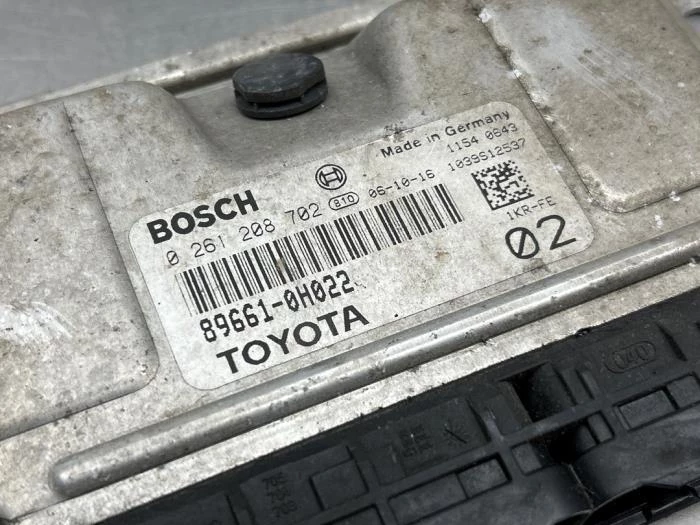 Made in Germany
BOSCH
1154 0643
0 261 208 702 B10 06-10-16 1039S12537
1KR-FE
02
89661-0H022
TOYOTA